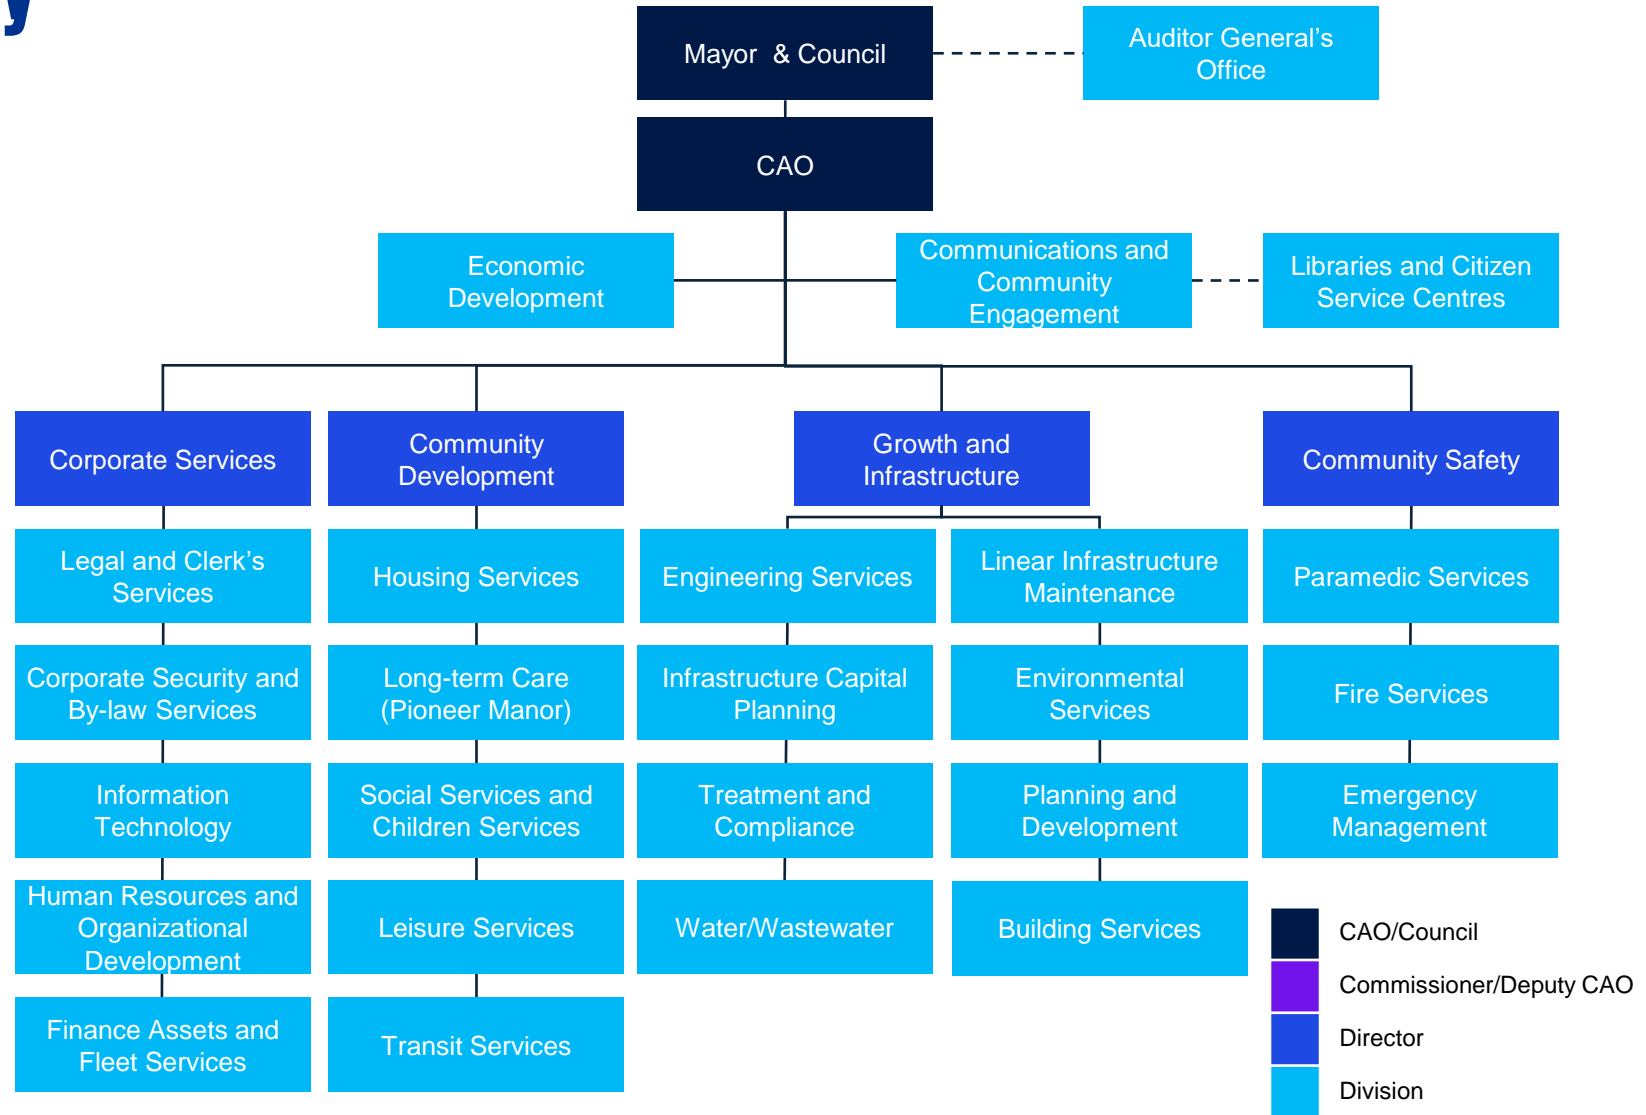 y
Mayor & Council
Auditor General’s
Office
CAO
Economic
Development
Communications and
Community
Engagement
Libraries and Citizen
Service Centres
Corporate Services
Community
Development
Growth and
Infrastructure
Community Safety
Legal and Clerk’s
Services
Housing Services
Engineering Services
Linear Infrastructure
Maintenance
Paramedic Services
Corporate Security and
By-law Services
Long-term Care
(Pioneer Manor)
Infrastructure Capital
Planning
Environmental
Services
Fire Services
Information
Technology
Social Services and
Children Services
Treatment and
Compliance
Planning and
Development
Emergency
Management
Human Resources and
Organizational
Development
Leisure Services
Water/Wastewater
Building Services
Finance Assets and
Fleet Services
Transit Services
CAO/Council
Commissioner/Deputy CAO
Director
Division